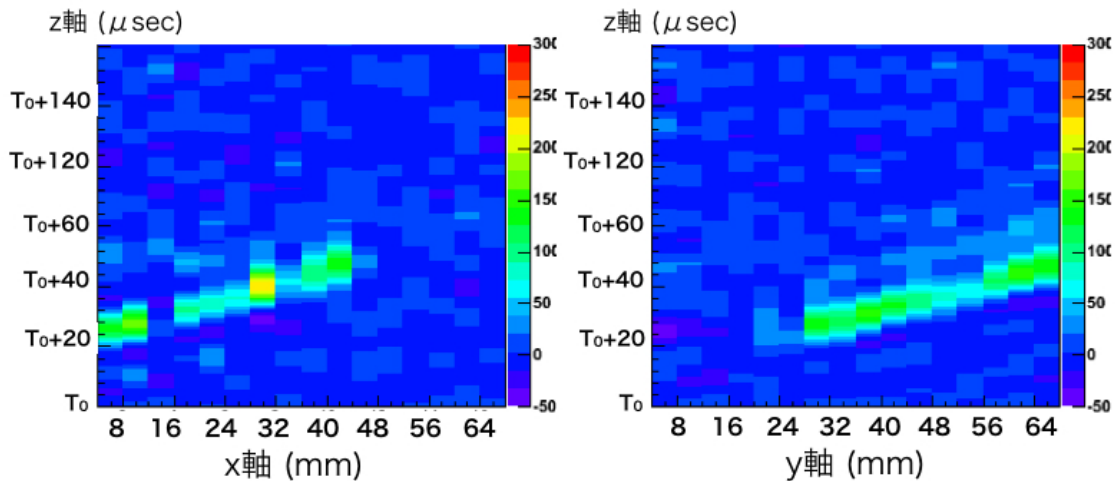 z軸 (μsec)
T₀+140
T₀+120
T₀+60
T₀+40
T₀+20
T₀
300
250
200
150
100
50
0
-50
8 16 24 32 40 48 56 64
x軸 (mm)
z軸 (μsec)
T₀+140
T₀+120
T₀+60
T₀+40
T₀+20
T₀
300
250
200
150
100
50
0
-50
8 16 24 32 40 48 56 64
y軸 (mm)